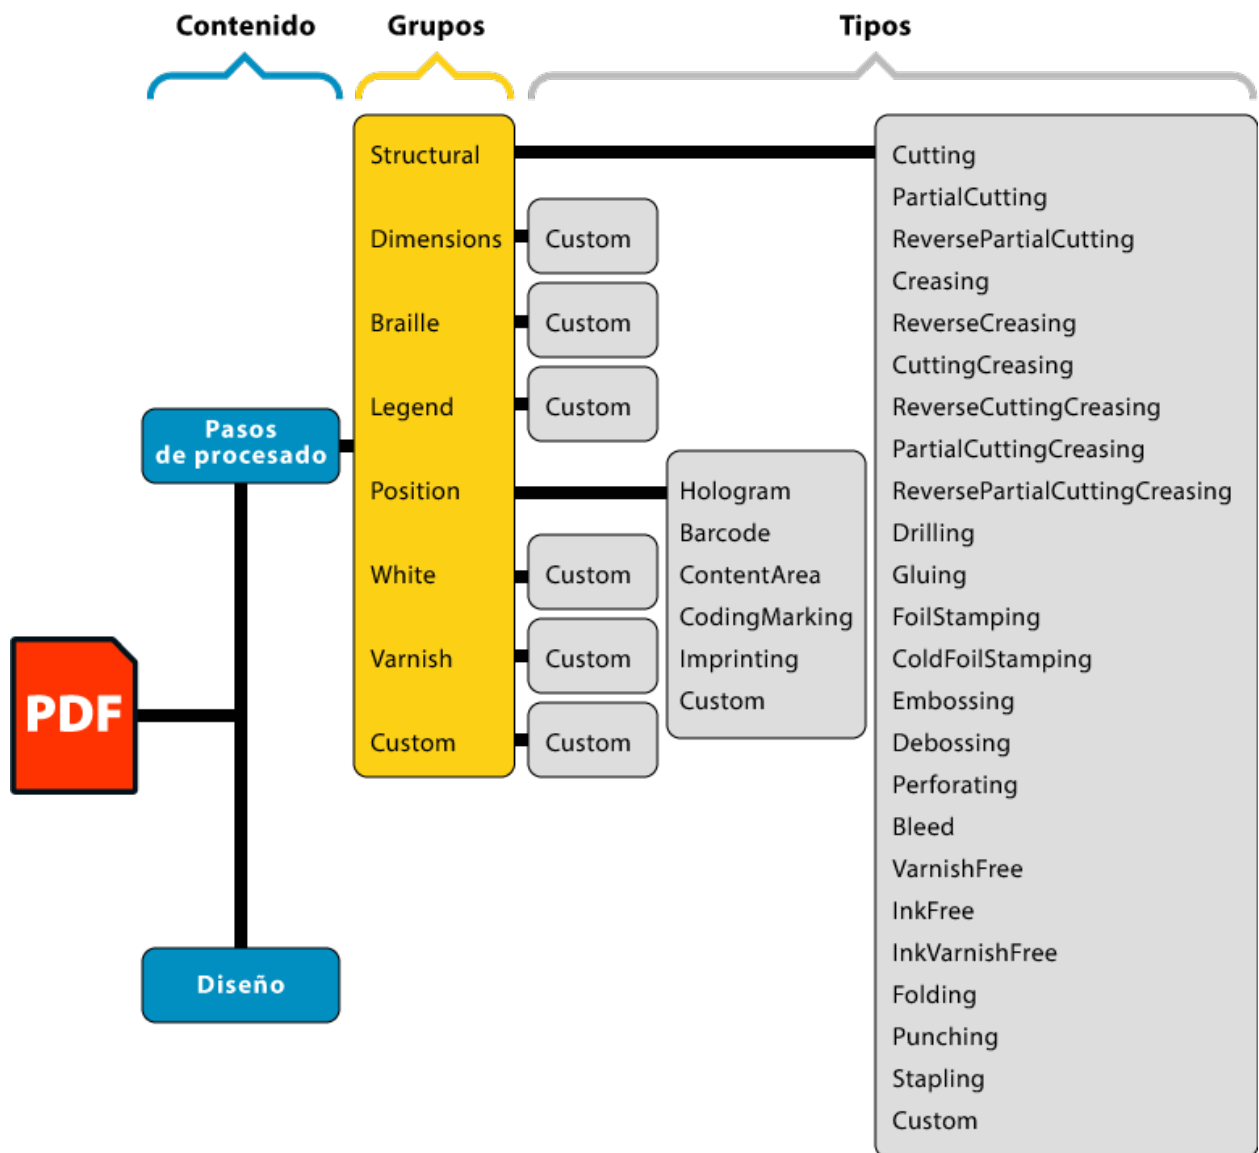 Contenido
Grupos
Tipos
Structural
Dimensions
Braille
Legend
Position
White
Varnish
Custom
Custom
Custom
Custom
Custom
Custom
Custom
Hologram
Barcode
ContentArea
CodingMarking
Imprinting
Custom
Cutting
PartialCutting
ReversePartialCutting
Creasing
ReverseCreasing
CuttingCreasing
ReverseCuttingCreasing
PartialCuttingCreasing
ReversePartialCuttingCreasing
Drilling
Gluing
FoilStamping
ColdFoilStamping
Embossing
Debossing
Perforating
Bleed
VarnishFree
InkFree
InkVarnishFree
Folding
Punching
Stapling
Custom
Pasos
de procesado
PDF
Diseño